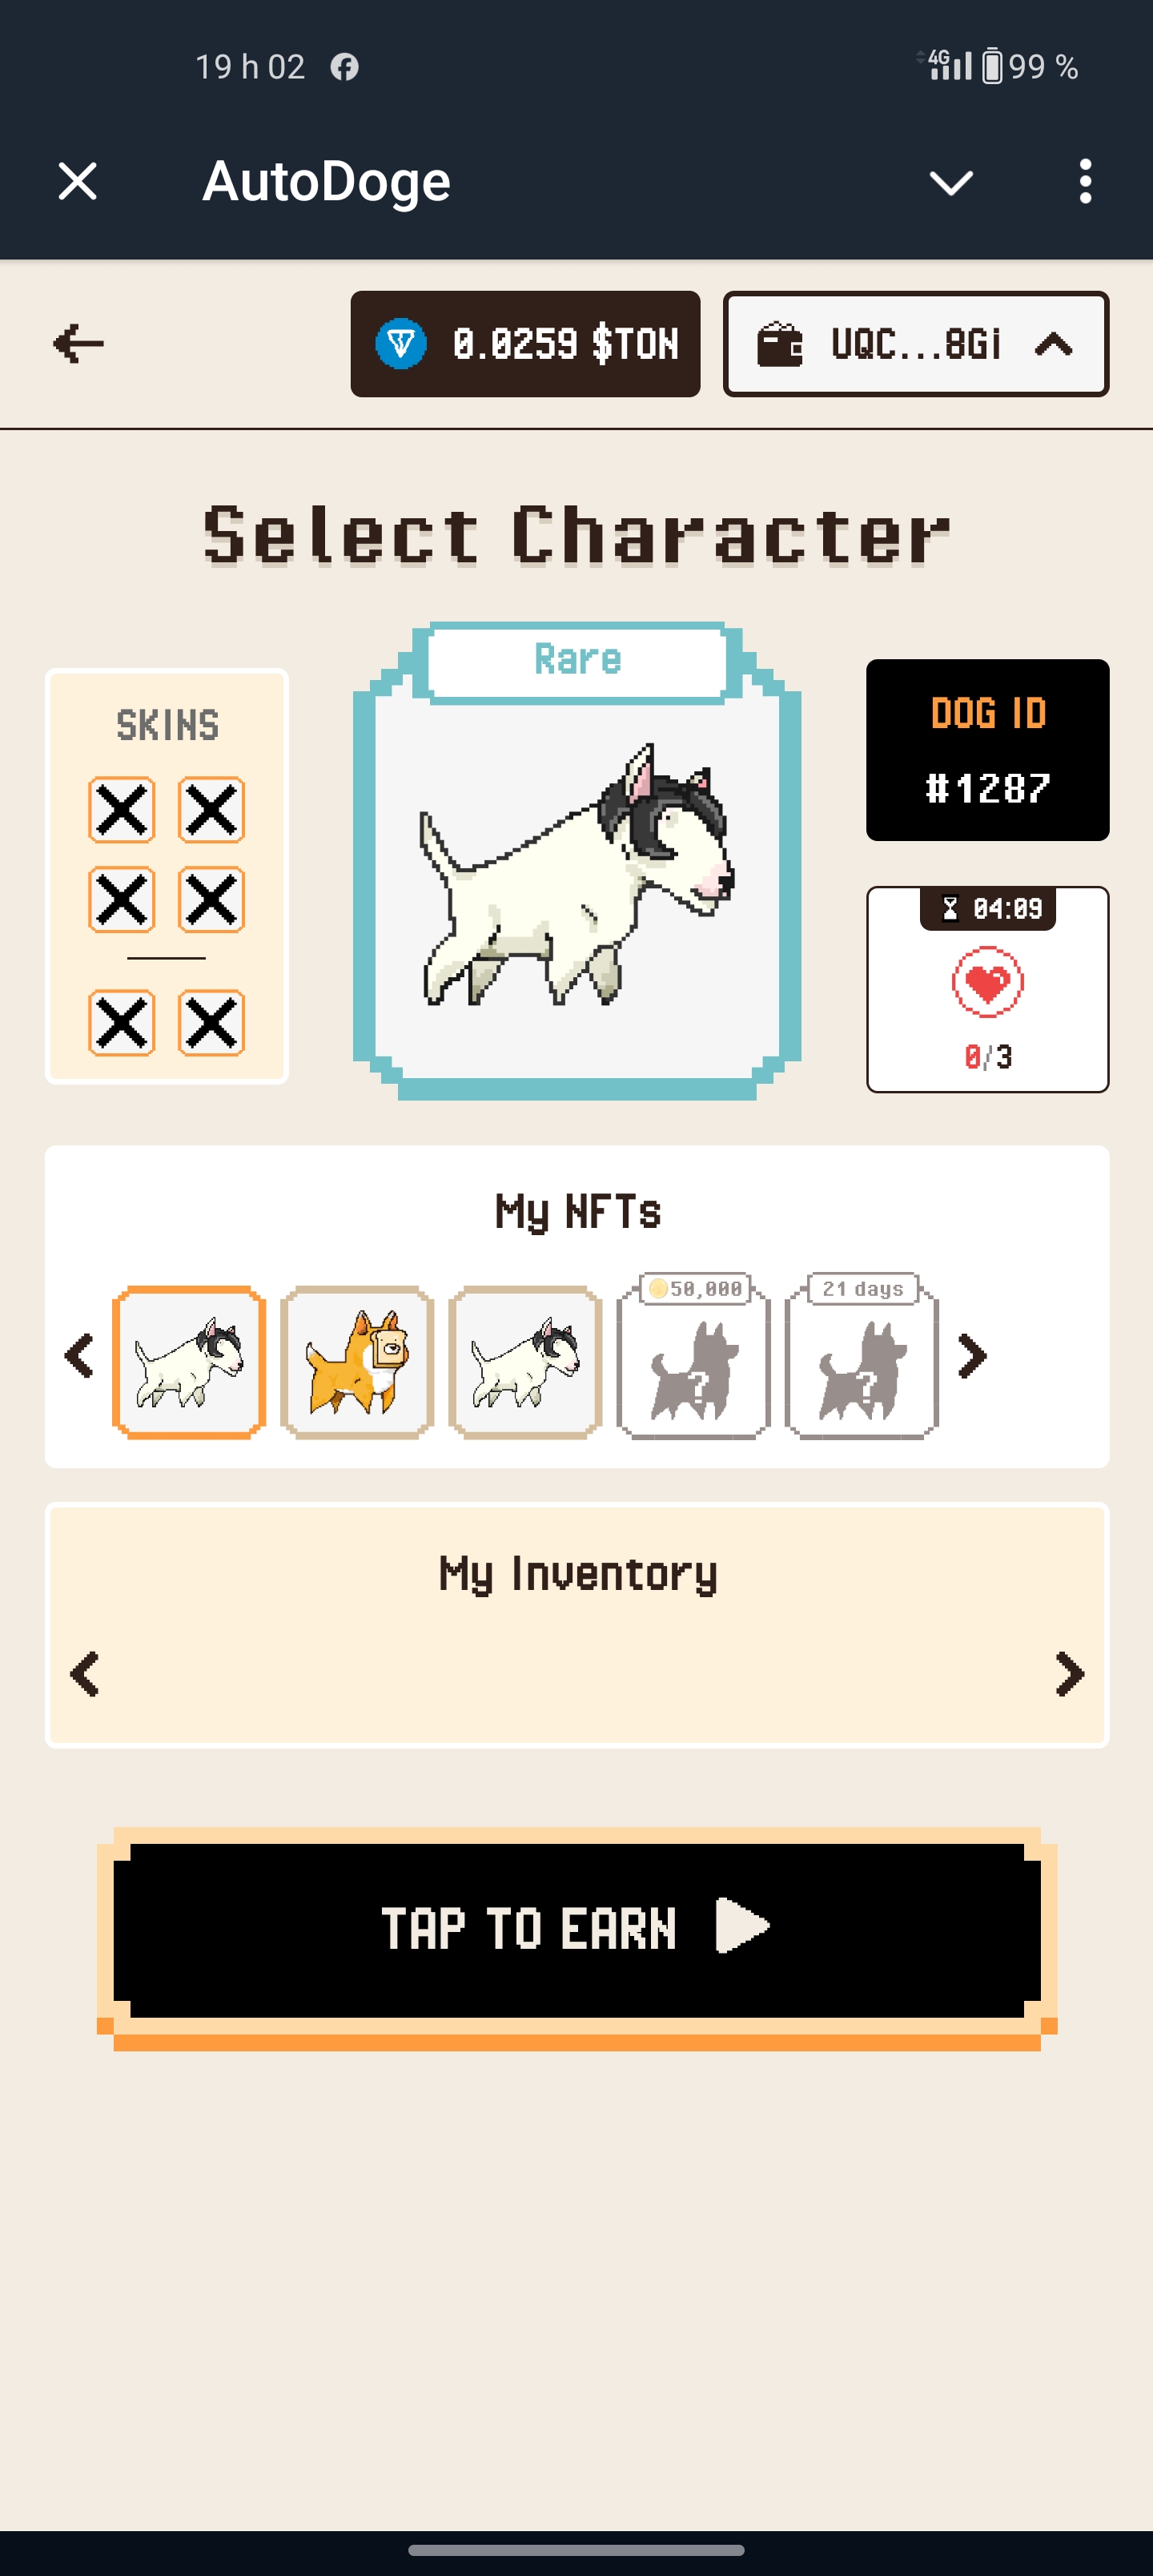 19 h 02
4G 99 %
AutoDoge
0.0259 $TON
UQC...8Gi
Select Character
Rare
SKINS
DOG ID
#1287
04:09
0/3
My NFTs
50,000
21 days
?
?
My Inventory
TAP TO EARN